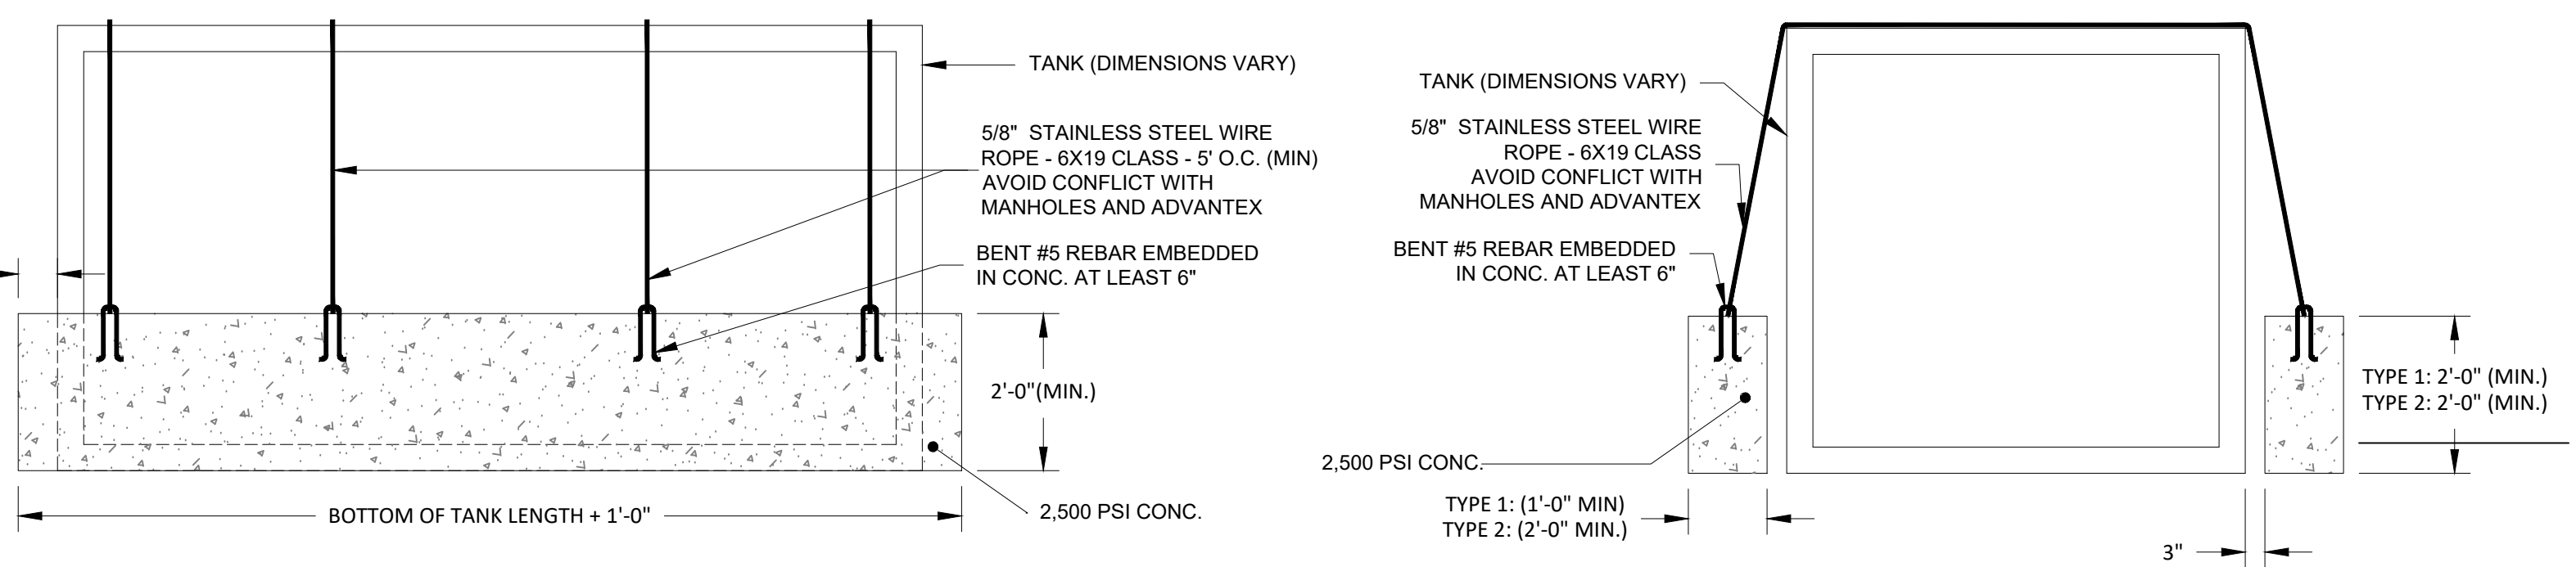 TANK (DIMENSIONS VARY)
5/8" STAINLESS STEEL WIRE
ROPE - 6X19 CLASS - 5' O.C. (MIN)
AVOID CONFLICT WITH
MANHOLES AND ADVANTEX
BENT #5 REBAR EMBEDDED
IN CONC. AT LEAST 6"
2'-0"(MIN.)
BOTTOM OF TANK LENGTH + 1'-0"
2,500 PSI CONC.
TANK (DIMENSIONS VARY)
5/8" STAINLESS STEEL WIRE
ROPE - 6X19 CLASS
AVOID CONFLICT WITH
MANHOLES AND ADVANTEX
BENT #5 REBAR EMBEDDED
IN CONC. AT LEAST 6"
TYPE 1: 2'-0" (MIN.)
TYPE 2: 2'-0" (MIN.)
2,500 PSI CONC.
TYPE 1: (1'-0" MIN)
TYPE 2: (2'-0" MIN.)
3"